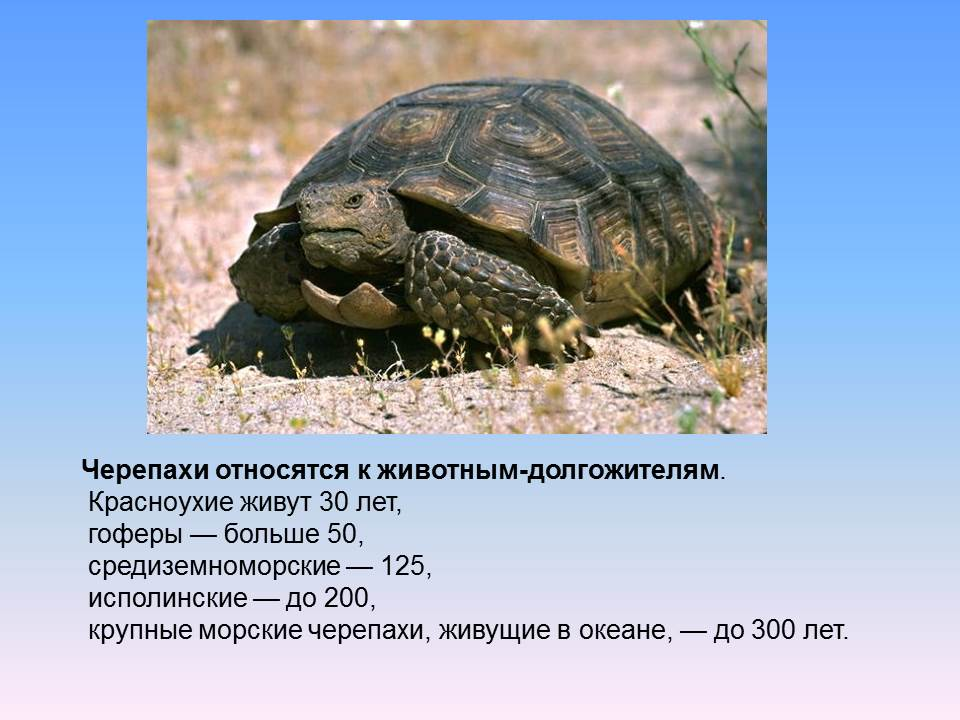 Черепахи относятся к животным-долгожителям.
Красноухие живут 30 лет,
гоферы — больше 50,
средиземноморские — 125,
исполинские — до 200,
крупные морские черепахи, живущие в океане, — до 300 лет.